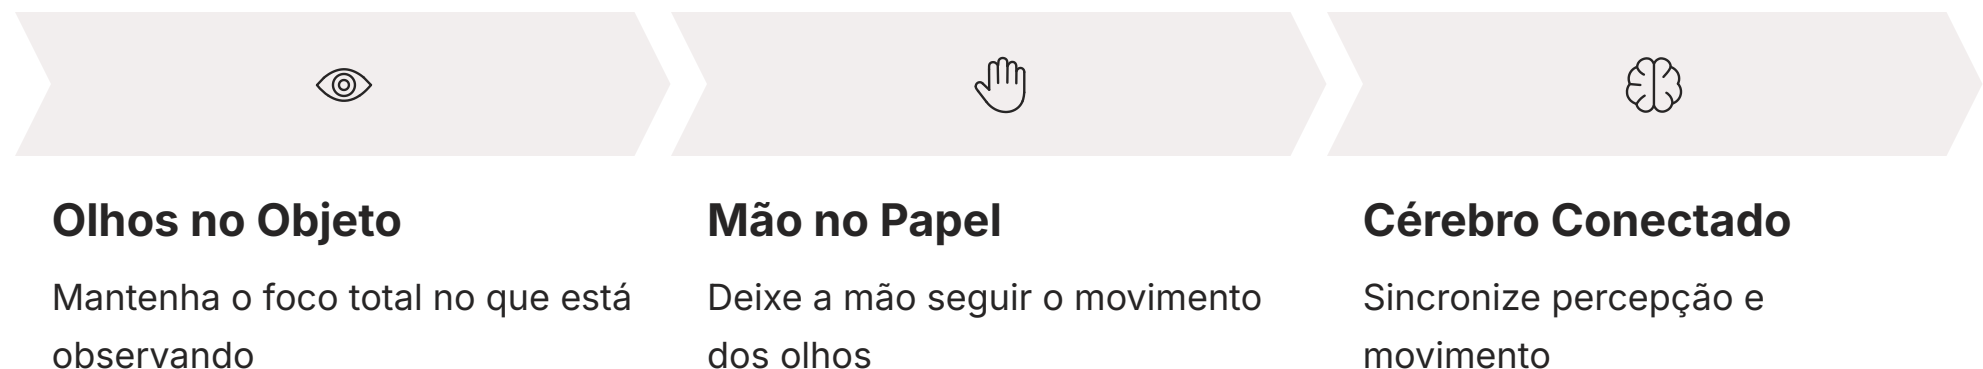 Olhos no Objeto
Mantenha o foco total no que está
observando
Mão no Papel
Deixe a mão seguir o movimento
dos olhos
Cérebro Conectado
Sincronize percepção e
movimento